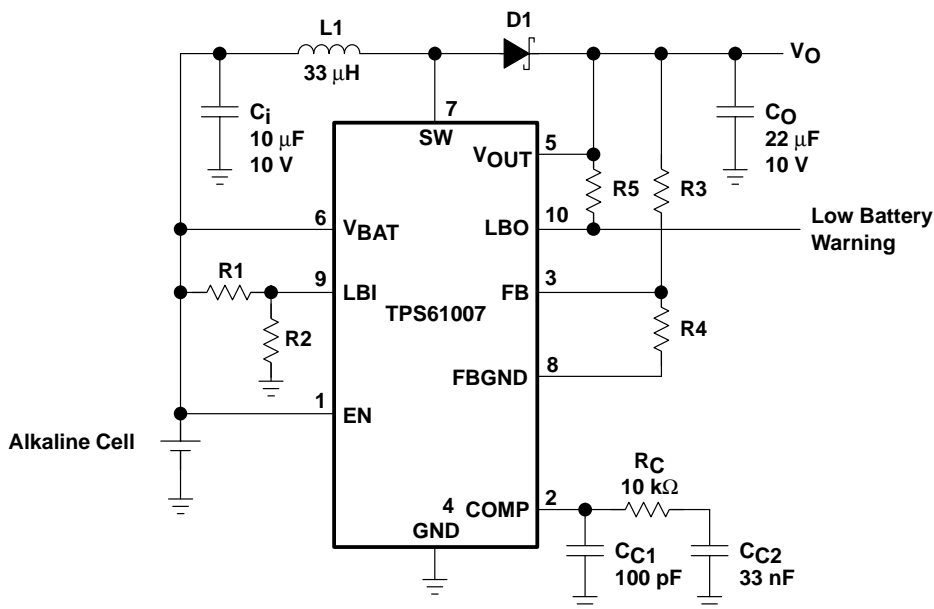 L1
33 μH
D1
VO
Ci
10 μF
10 V
7
SW
CO
22 μF
10 V
VOUT
5
R5
R3
6
VBAT
LBO
10
Low Battery
Warning
R1
9
LBI
FB
3
TPS61007
R2
R4
FBGND
8
1
EN
Alkaline Cell
RC
10 kΩ
4
GND
COMP
2
CC1
100 pF
CC2
33 nF